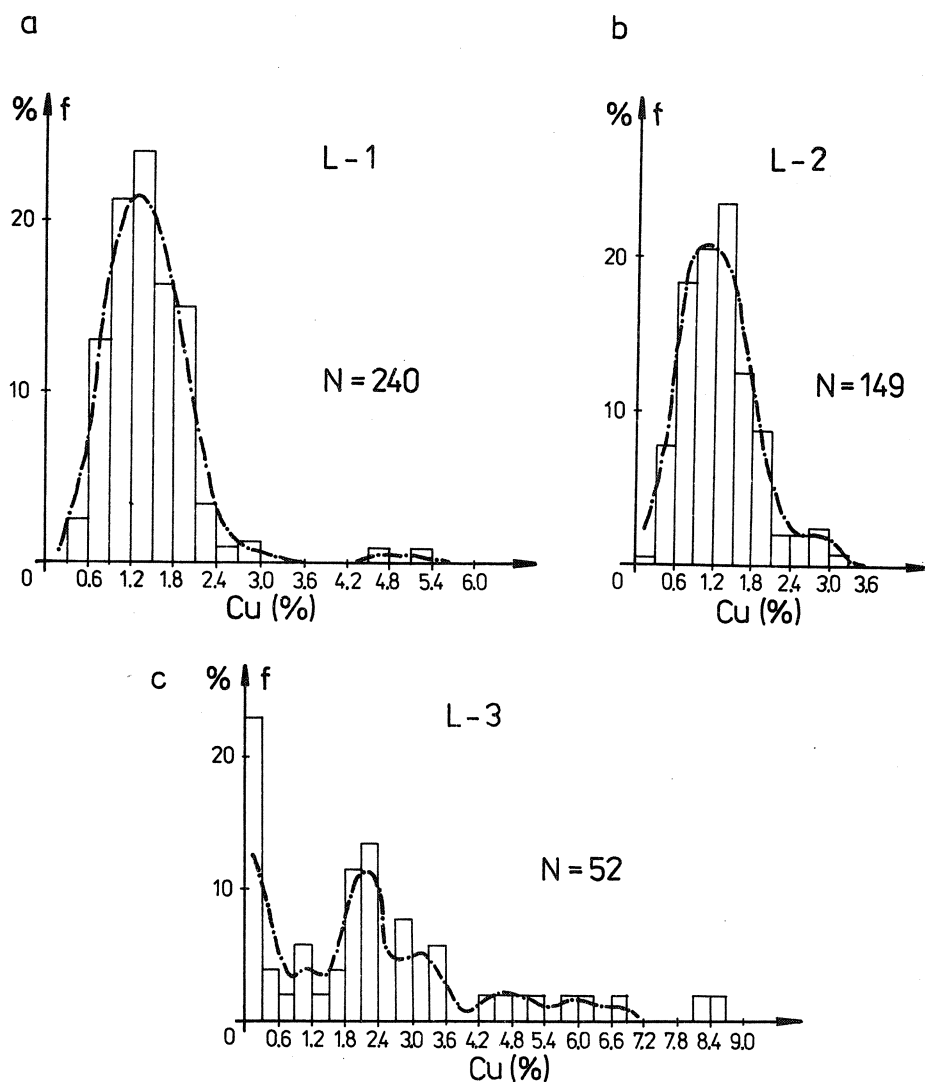 a
% f
L-1
20
N = 240
10
0 0.6 1.2 1.8 2.4 3.0 3.6 4.2 4.8 5.4 6.0
Cu (%)
b
% f
L-2
20
N = 149
10
0 0.6 1.2 1.8 2.4 3.0 3.6
Cu (%)
c
% f
L-3
20
N = 52
10
0 0.6 1.2 1.8 2.4 3.0 3.6 4.2 4.8 5.4 6.0 6.6 7.2 7.8 8.4 9.0
Cu (%)